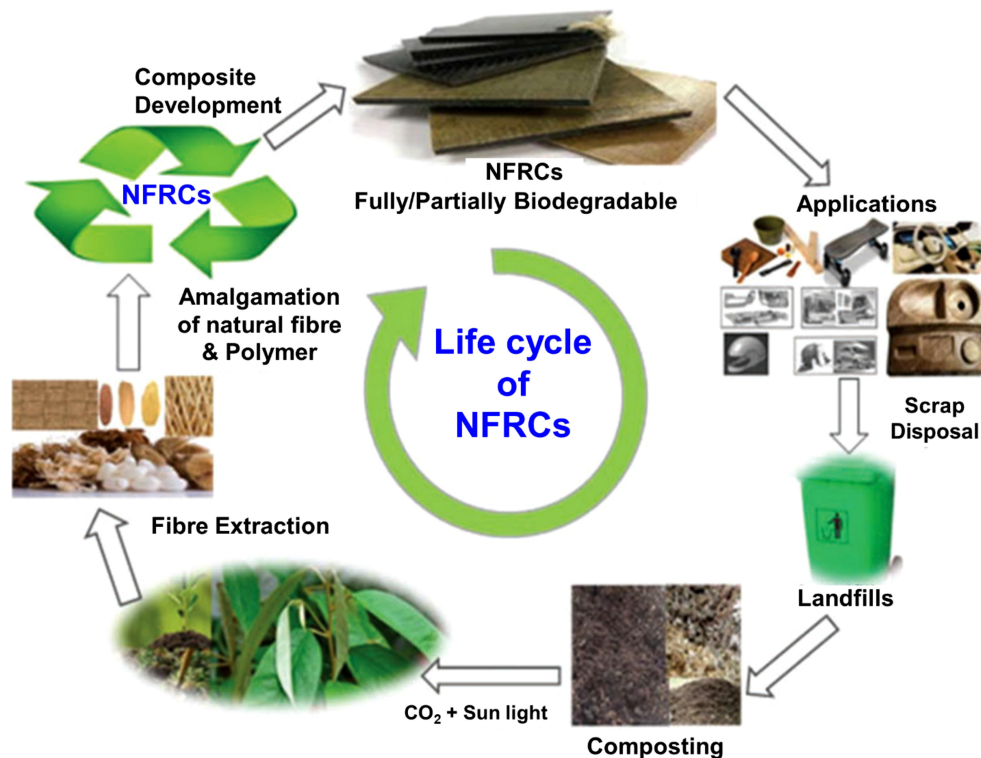 Composite
Development
NFRCs
NFRCs
Fully/Partially Biodegradable
Applications
Amalgamation
of natural fibre
& Polymer
Life cycle
of
NFRCs
Scrap
Disposal
Fibre Extraction
Landfills
CO₂ + Sun light
Composting